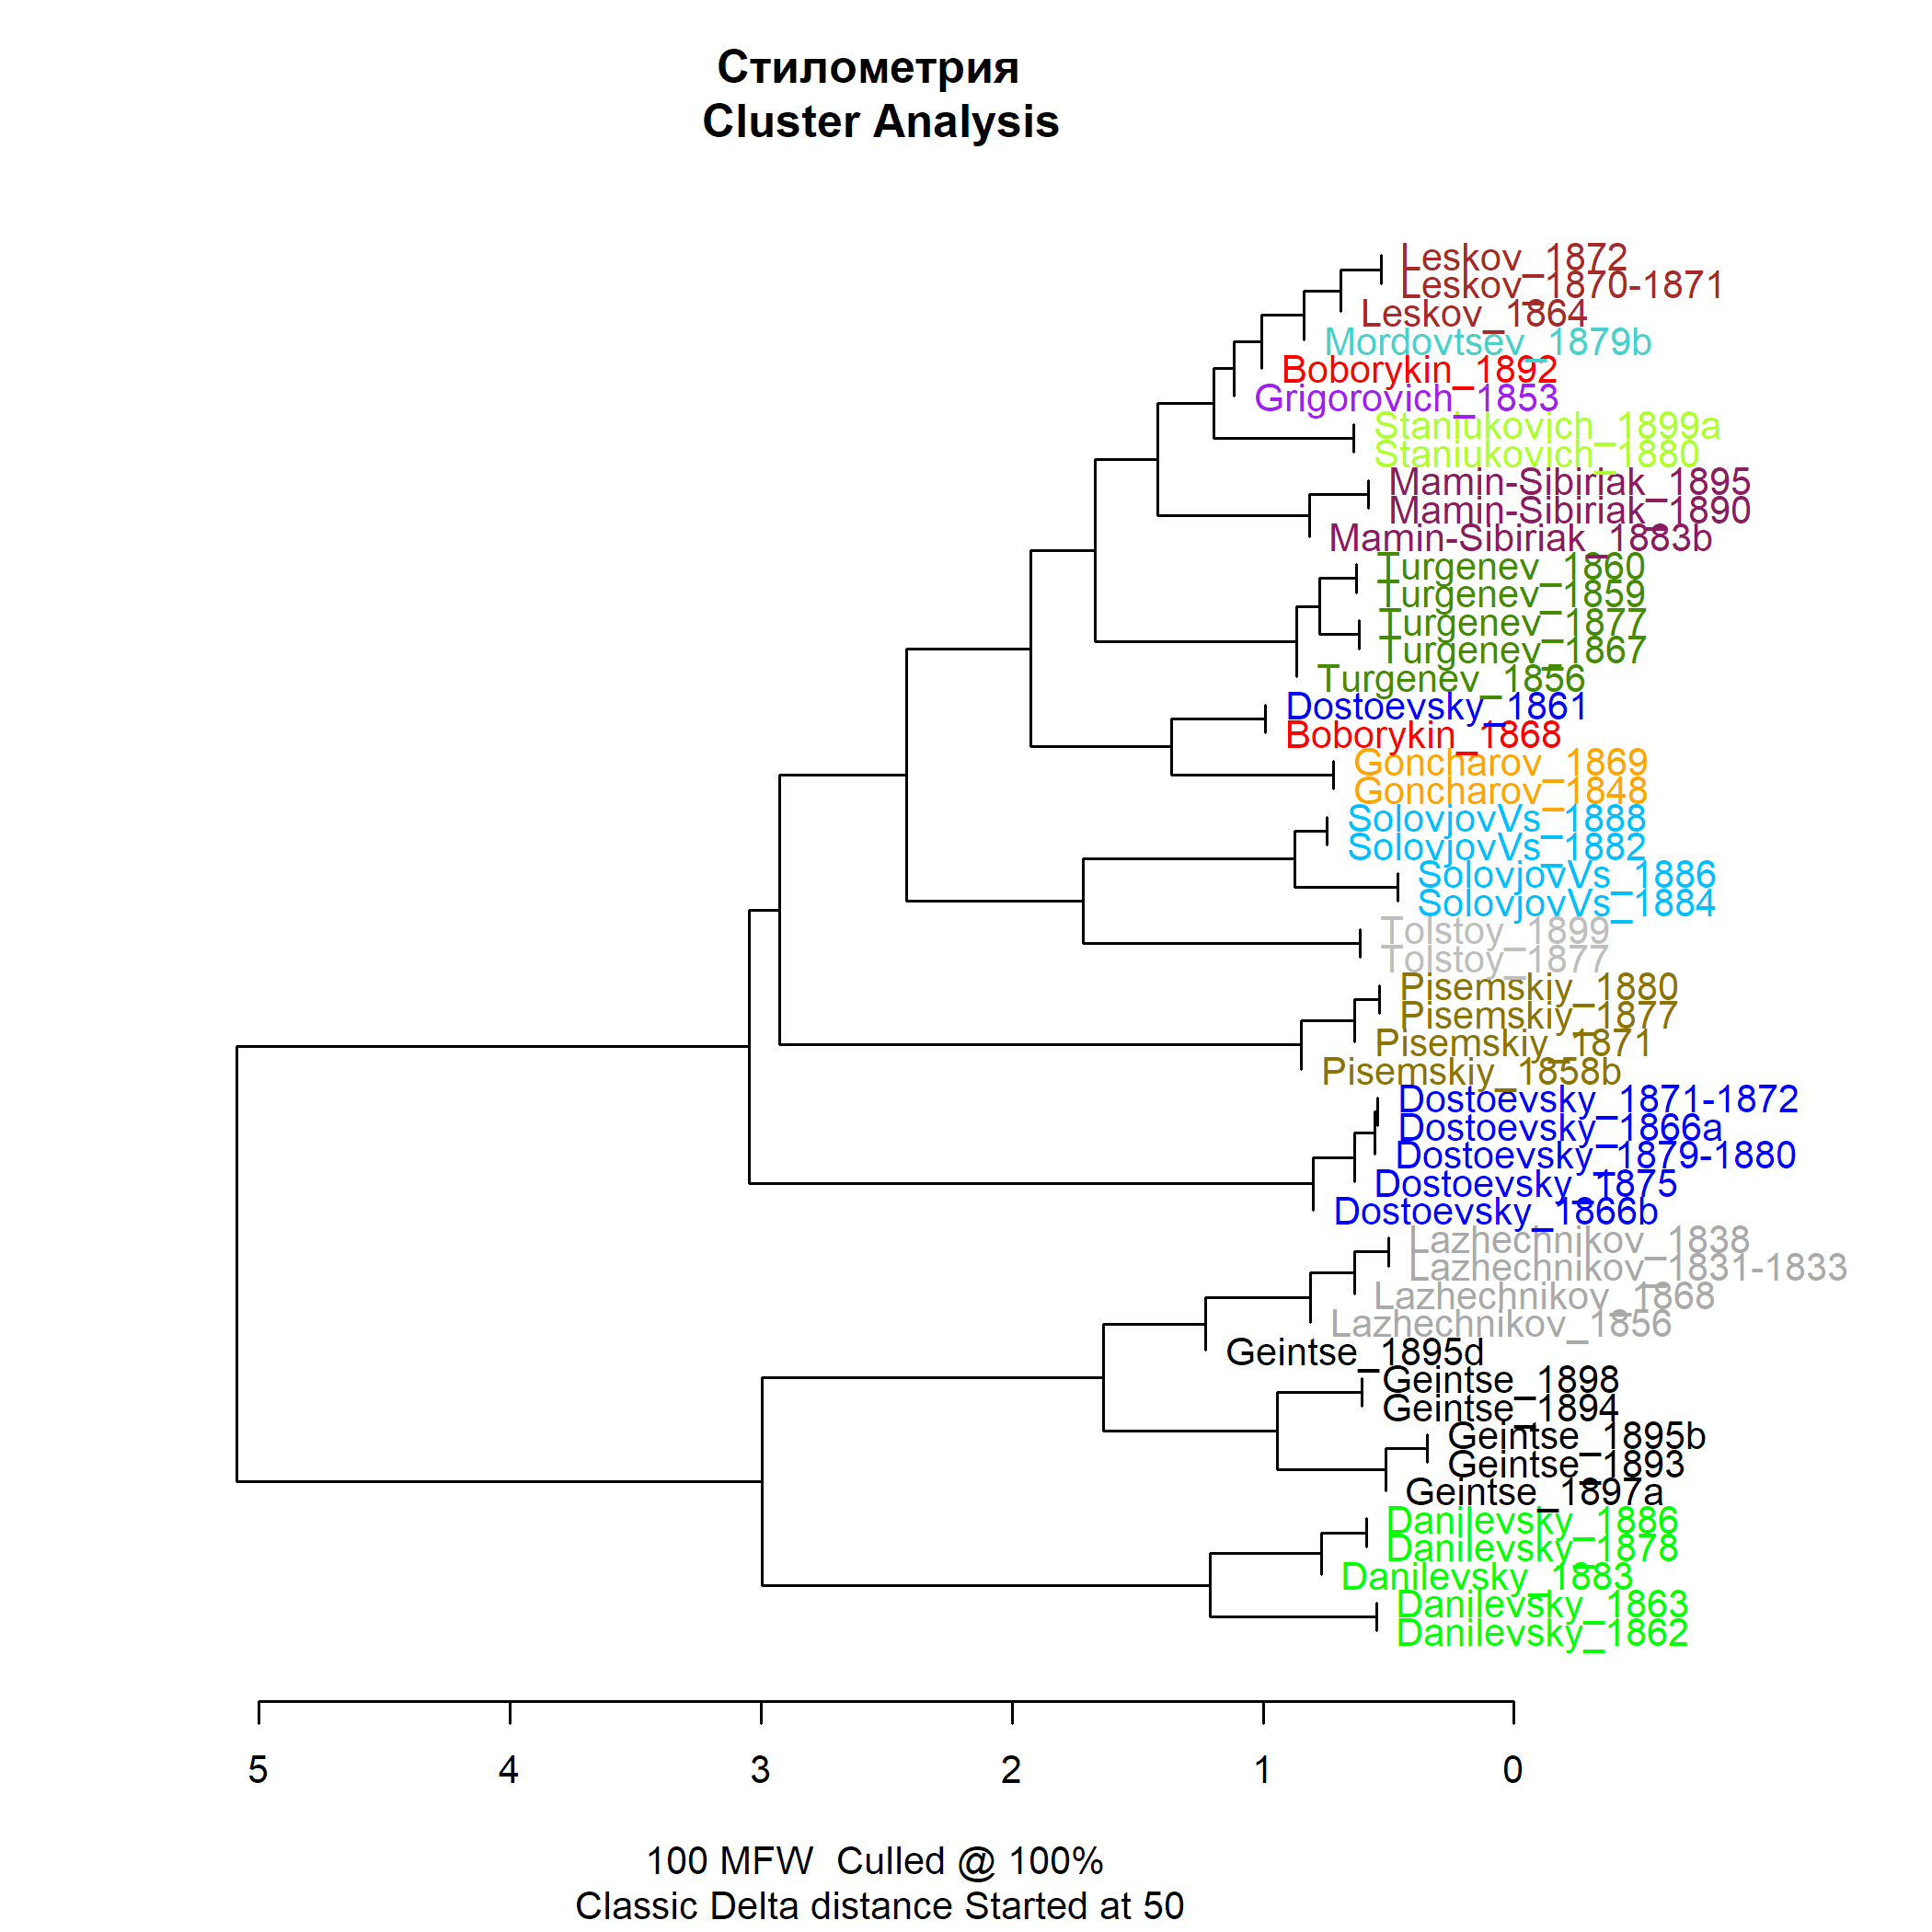 Стилометрия
Cluster Analysis
Leskov_1872
Leskov_1870-1871
Leskov_1864
Mordovtsev_1879b
Boborykin_1892
Grigorovich_1853
Staniukovich_1899a
Staniukovich_1880
Mamin-Sibiriak_1895
Mamin-Sibiriak_1890
Mamin-Sibiriak_1883b
Turgenev_1860
Turgenev_1859
Turgenev_1877
Turgenev_1867
Turgenev_1856
Dostoevsky_1861
Boborykin_1868
Goncharov_1869
Goncharov_1848
SolovjovVs_1888
SolovjovVs_1882
SolovjovVs_1886
SolovjovVs_1884
Tolstoy_1899
Tolstoy_1877
Pisemskiy_1880
Pisemskiy_1877
Pisemskiy_1871
Pisemskiy_1858b
Dostoevsky_1871-1872
Dostoevsky_1866a
Dostoevsky_1879-1880
Dostoevsky_1875
Dostoevsky_1866b
Lazhechnikov_1838
Lazhechnikov_1831-1833
Lazhechnikov_1868
Lazhechnikov_1856
Geintse_1895d
Geintse_1898
Geintse_1894
Geintse_1895b
Geintse_1893
Geintse_1897a
Danilevsky_1886
Danilevsky_1878
Danilevsky_1883
Danilevsky_1863
Danilevsky_1862
5 4 3 2 1 0
100 MFW Culled @ 100%
Classic Delta distance Started at 50